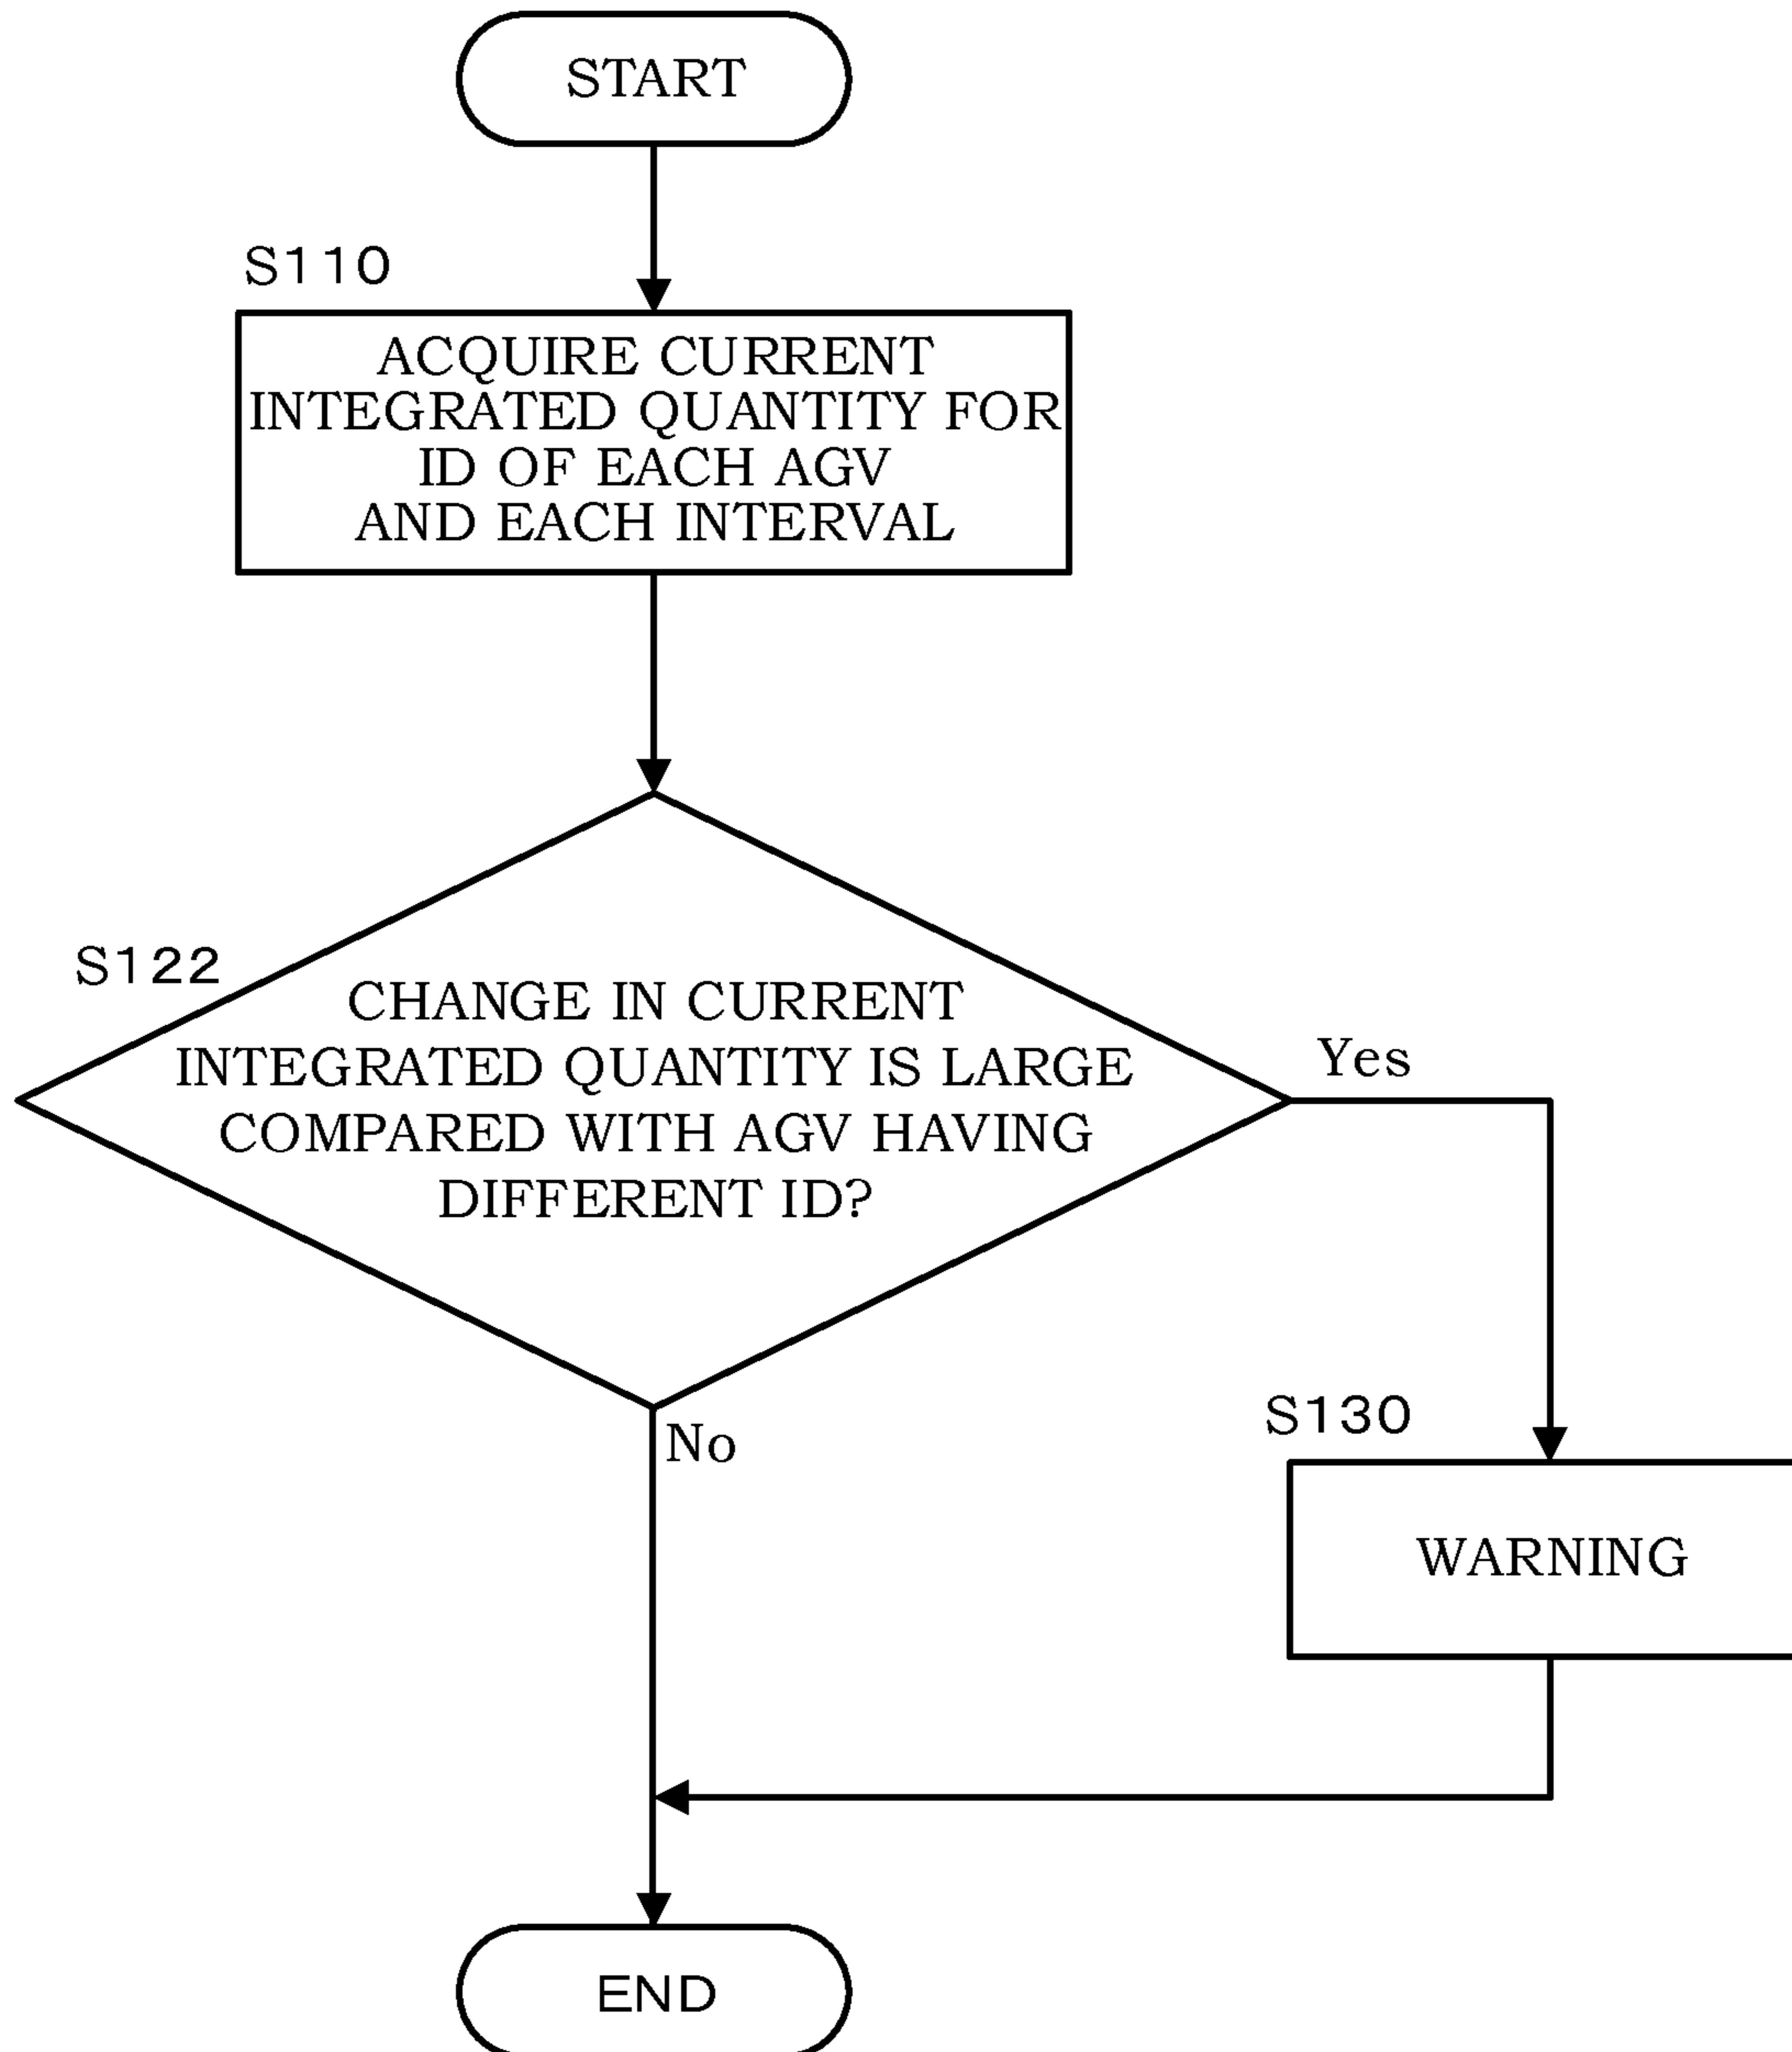 START
S110
ACQUIRE CURRENT
INTEGRATED QUANTITY FOR
ID OF EACH AGV
AND EACH INTERVAL
S122
CHANGE IN CURRENT
INTEGRATED QUANTITY IS LARGE
COMPARED WITH AGV HAVING
DIFFERENT ID?
Yes
No
S130
WARNING
END